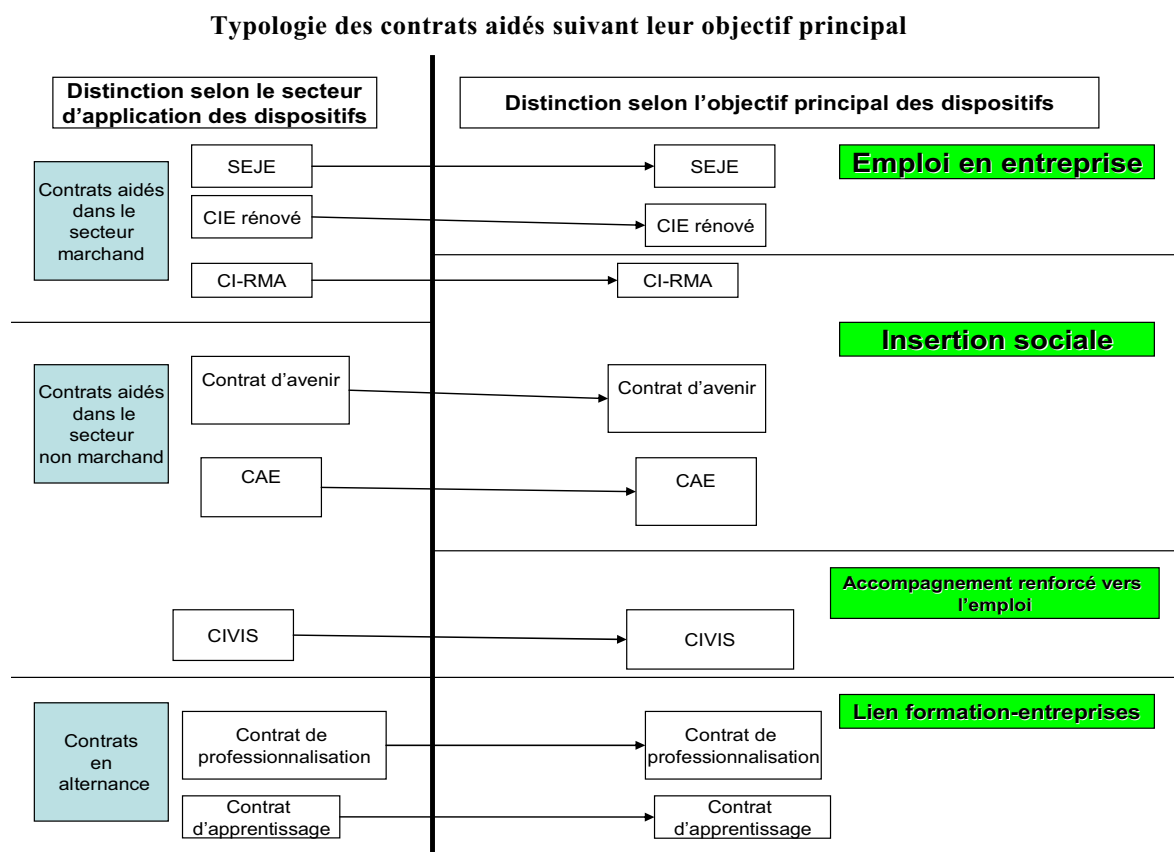 Typologie des contrats aidés suivant leur objectif principal
Distinction selon le secteur
d'application des dispositifs
Distinction selon l'objectif principal des dispositifs
Contrats aidés
dans le
secteur
marchand
SEJE
SEJE
Emploi en entreprise
CIE rénové
CIE rénové
CI-RMA
CI-RMA
Insertion sociale
Contrats aidés
dans le
secteur
non marchand
Contrat d'avenir
Contrat d'avenir
CAE
CAE
Accompagnement renforcé vers
l'emploi
CIVIS
CIVIS
Contrats
en
alternance
Contrat de
professionnalisation
Contrat de
professionnalisation
Lien formation-entreprises
Contrat
d'apprentissage
Contrat
d'apprentissage